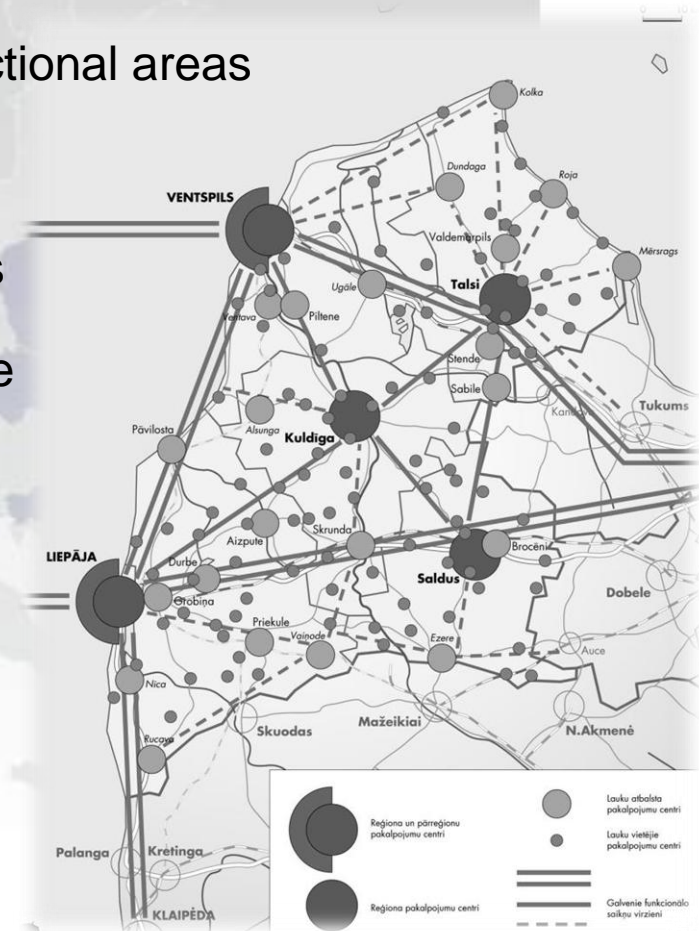 ctional areas
s
e
Kolka
Dundaga
Roja
VENTSPILS
Valdemārpils
Mērsrags
Ugāle
Talsi
Ventava
Piltene
Stende
Sabile
Kandava
Tukums
Alsunga
Pāvilosta
Kuldīga
Skrunda
Aizpute
Brocēni
LIEPĀJA
Durbe
Saldus
Grobiņa
Dobele
Priekule
Vaiņode
Ezere
Auce
Nīca
Skuodas
Mažeikiai
N.Akmenė
Rucava
Palanga
Kretinga
KLAIPĖDA
Reģiona un pārreģionu
pakalpojumu centri
Reģiona pakalpojumu centri
Lauku atbalsta
pakalpojumu centri
Lauku vietējie
pakalpojumu centri
Galvenie funkcionālo
saikņu virzieni